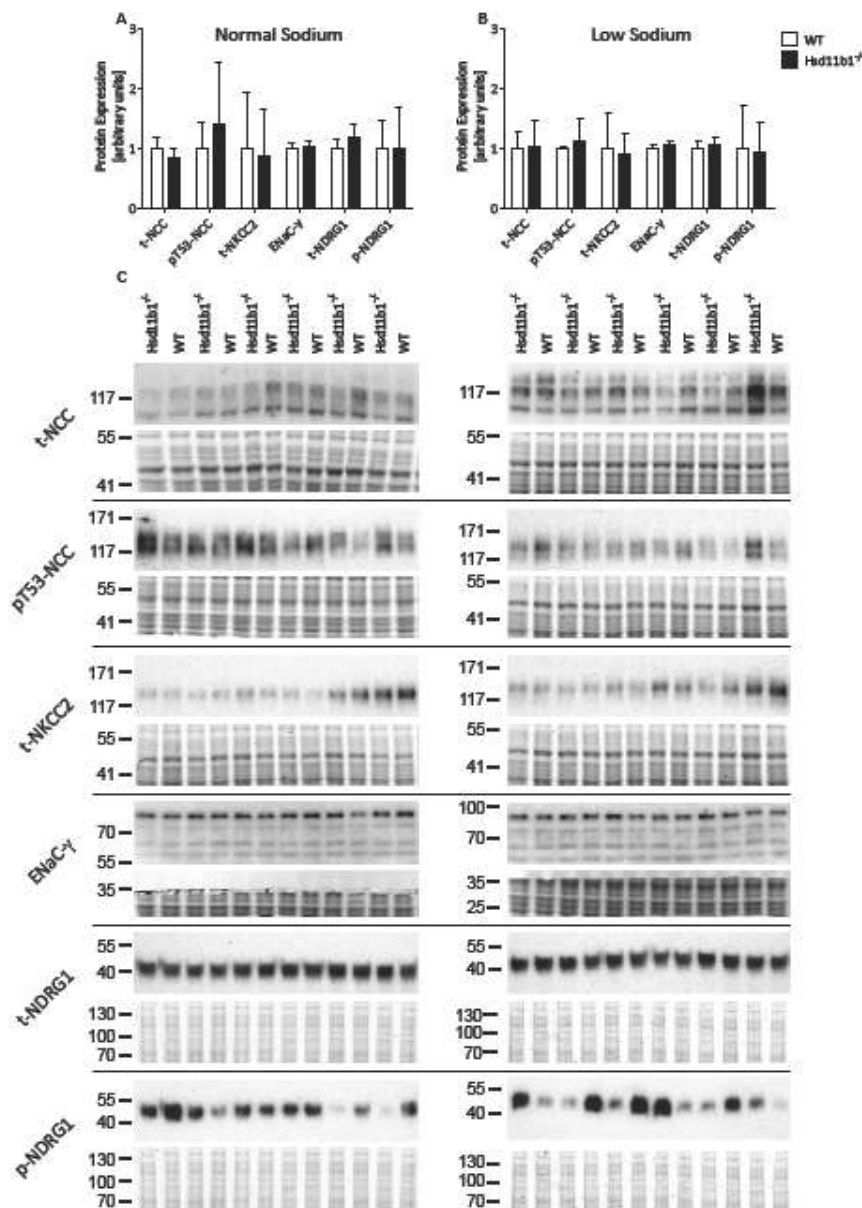 A
Normal Sodium
Protein Expression
[arbitrary units]
3
2
1
0
t-NCC
pT53-NCC
t-NKCC2
ENaC-γ
t-NDRG1
p-NDRG1
B
Low Sodium
Protein Expression
[arbitrary units]
3
2
1
0
t-NCC
pT53-NCC
t-NKCC2
ENaC-γ
t-NDRG1
p-NDRG1
WT
Hsd11b1-/-
C
Hsd11b1-/- WT Hsd11b1-/- WT Hsd11b1-/- WT Hsd11b1-/- WT Hsd11b1-/- WT Hsd11b1-/- WT
Hsd11b1-/- WT Hsd11b1-/- WT Hsd11b1-/- WT Hsd11b1-/- WT Hsd11b1-/- WT Hsd11b1-/- WT
t-NCC
117 117
55 55
41 41
pT53-NCC
171 171
117 117
55 55
41 41
t-NKCC2
171 171
117 117
55 55
41 41
ENaC-γ
70 100
55 70
35 35
25
t-NDRG1
55 55
40 40
130 130
100 100
70 70
p-NDRG1
55 55
40 40
130 130
100 100
70 70